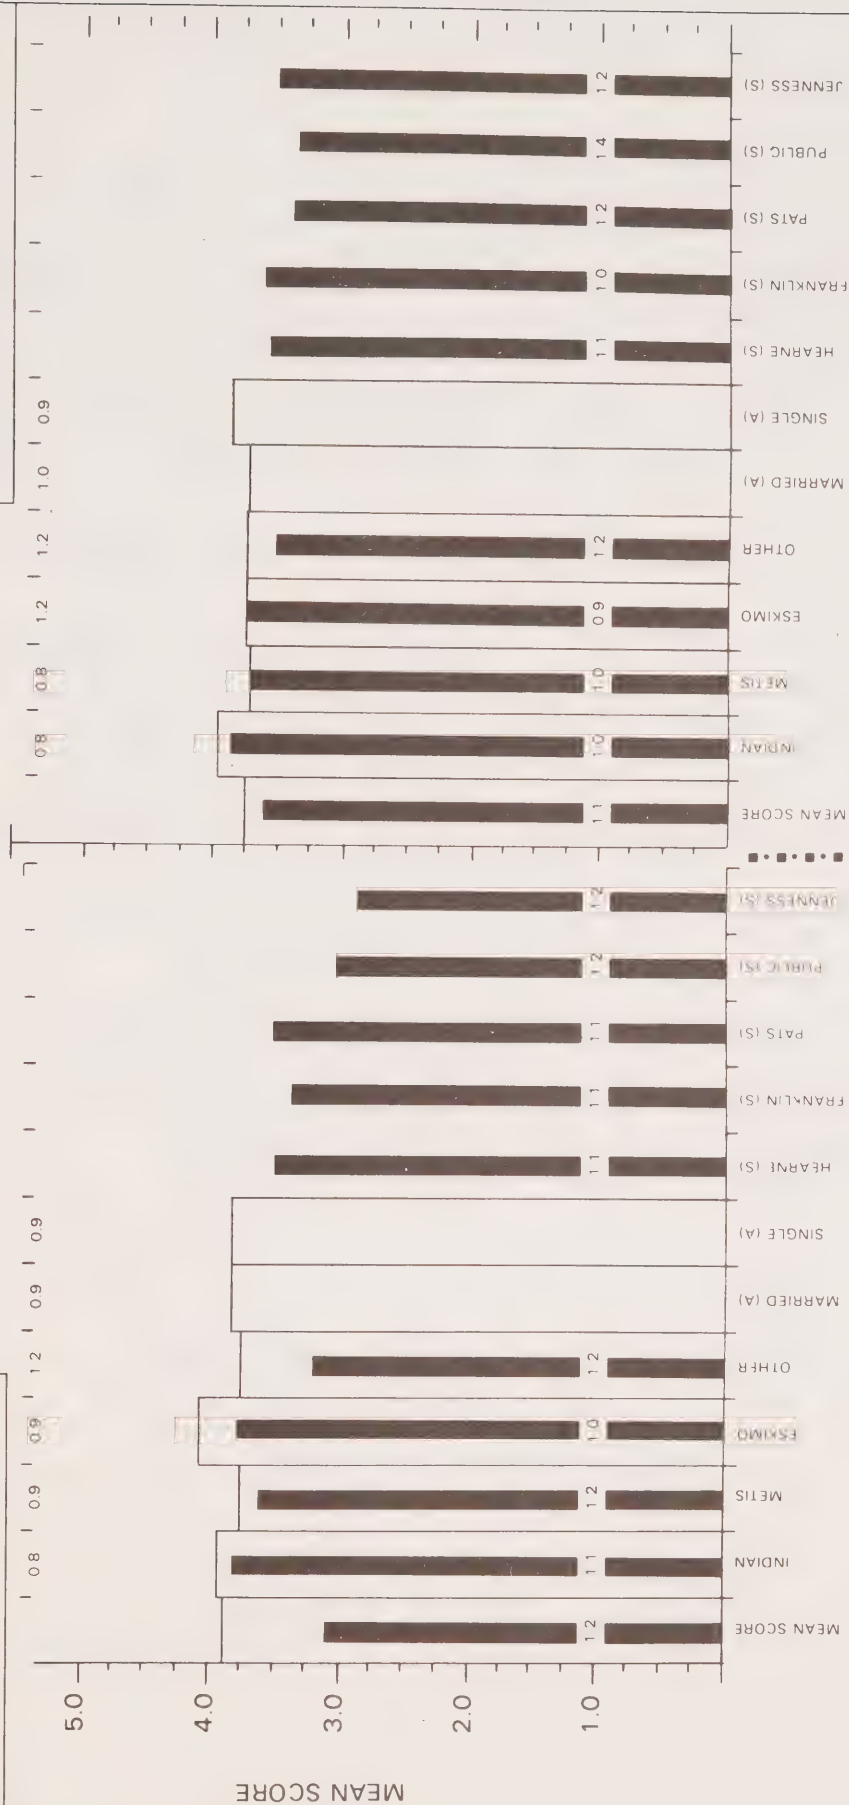 MEAN SCORE
5.0
4.0
3.0
2.0
1.0
0.8 0.9 0.9 1.2 0.9 0.9
1.2 1.1 1.2 1.0 1.2 1.1 1.1 1.1 1.2 1.2
MEAN SCORE
INDIAN
METIS
ESKIMO
OTHER
MARRIED (A)
SINGLE (A)
HEARNE (S)
FRANKLIN (S)
PATS (S)
PUBLIC (S)
JENNESS (S)
0.8 0.8 1.2 1.2 1.0 0.9
1.1 1.0 1.0 0.9 1.2 1.1 1.0 1.2 1.4 1.2
MEAN SCORE
INDIAN
METIS
ESKIMO
OTHER
MARRIED (A)
SINGLE (A)
HEARNE (S)
FRANKLIN (S)
PATS (S)
PUBLIC (S)
JENNESS (S)